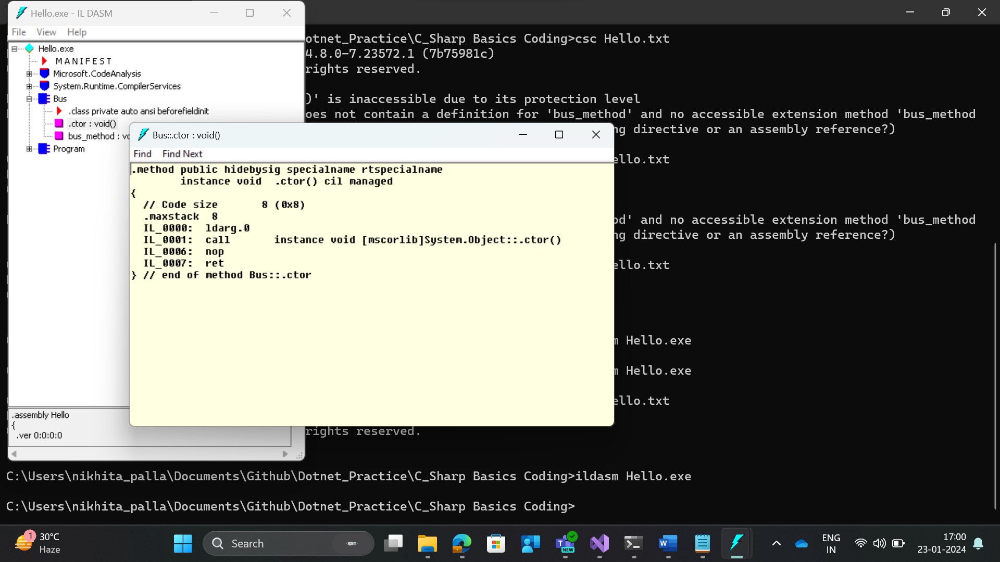 Hello.exe - IL DASM
File View Help
Hello.exe
M A N I F E S T
Microsoft.CodeAnalysis
System.Runtime.CompilerServices
Bus
.class private auto ansi beforefieldinit
.ctor : void()
bus_method :
Program
.assembly Hello
{
.ver 0:0:0:0
Bus::.ctor : void()
Find Find Next
.method public hidebysig specialname rtspecialname
instance void .ctor() cil managed
{
// Code size 8 (0x8)
.maxstack 8
IL_0000: ldarg.0
IL_0001: call instance void [mscorlib]System.Object::.ctor()
IL_0006: nop
IL_0007: ret
} // end of method Bus::.ctor
otnet_Practice\C_Sharp Basics Coding>csc Hello.txt
4.8.0-7.23572.1 (7b75981c)
rights reserved.
)' is inaccessible due to its protection level
oes not contain a definition for 'bus_method' and no accessible extension method 'bus_method
ng directive or an assembly reference?)
ello.txt
od' and no accessible extension method 'bus_method
ng directive or an assembly reference?)
ello.txt
m Hello.exe
m Hello.exe
ello.txt
rights reserved.
C:\Users\nikhita_palla\Documents\Github\Dotnet_Practice\C_Sharp Basics Coding>ildasm Hello.exe
C:\Users\nikhita_palla\Documents\Github\Dotnet_Practice\C_Sharp Basics Coding>
1
30°C
Haze
Search
<epam>
NEW
W
ENG
IN
17:00
23-01-2024